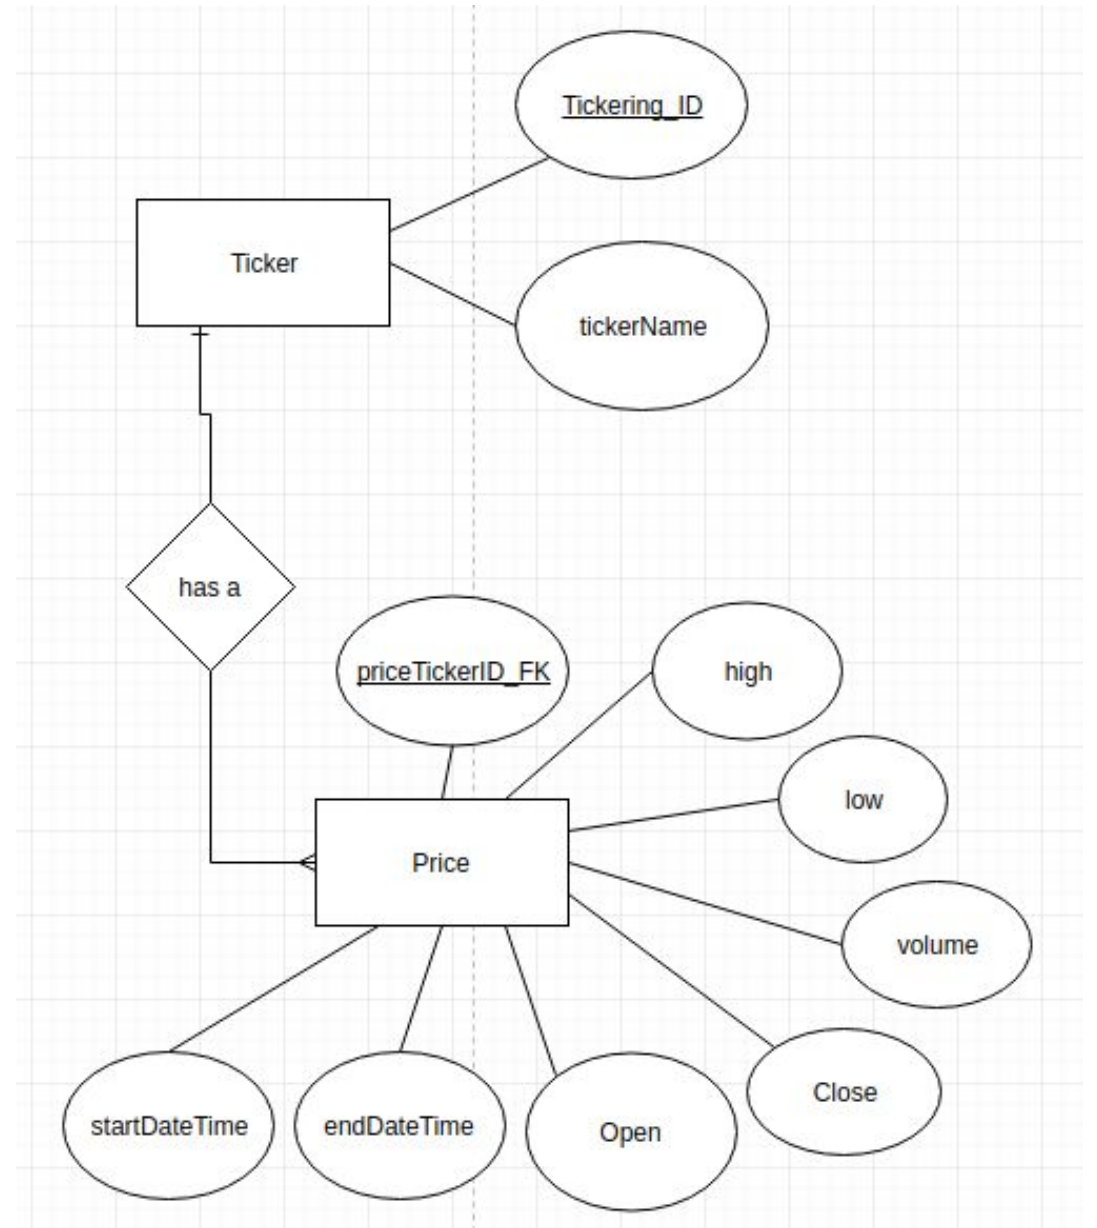 Tickering_ID
Ticker
tickerName
has a
priceTickerID_FK
high
low
Price
volume
Close
startDateTime
endDateTime
Open